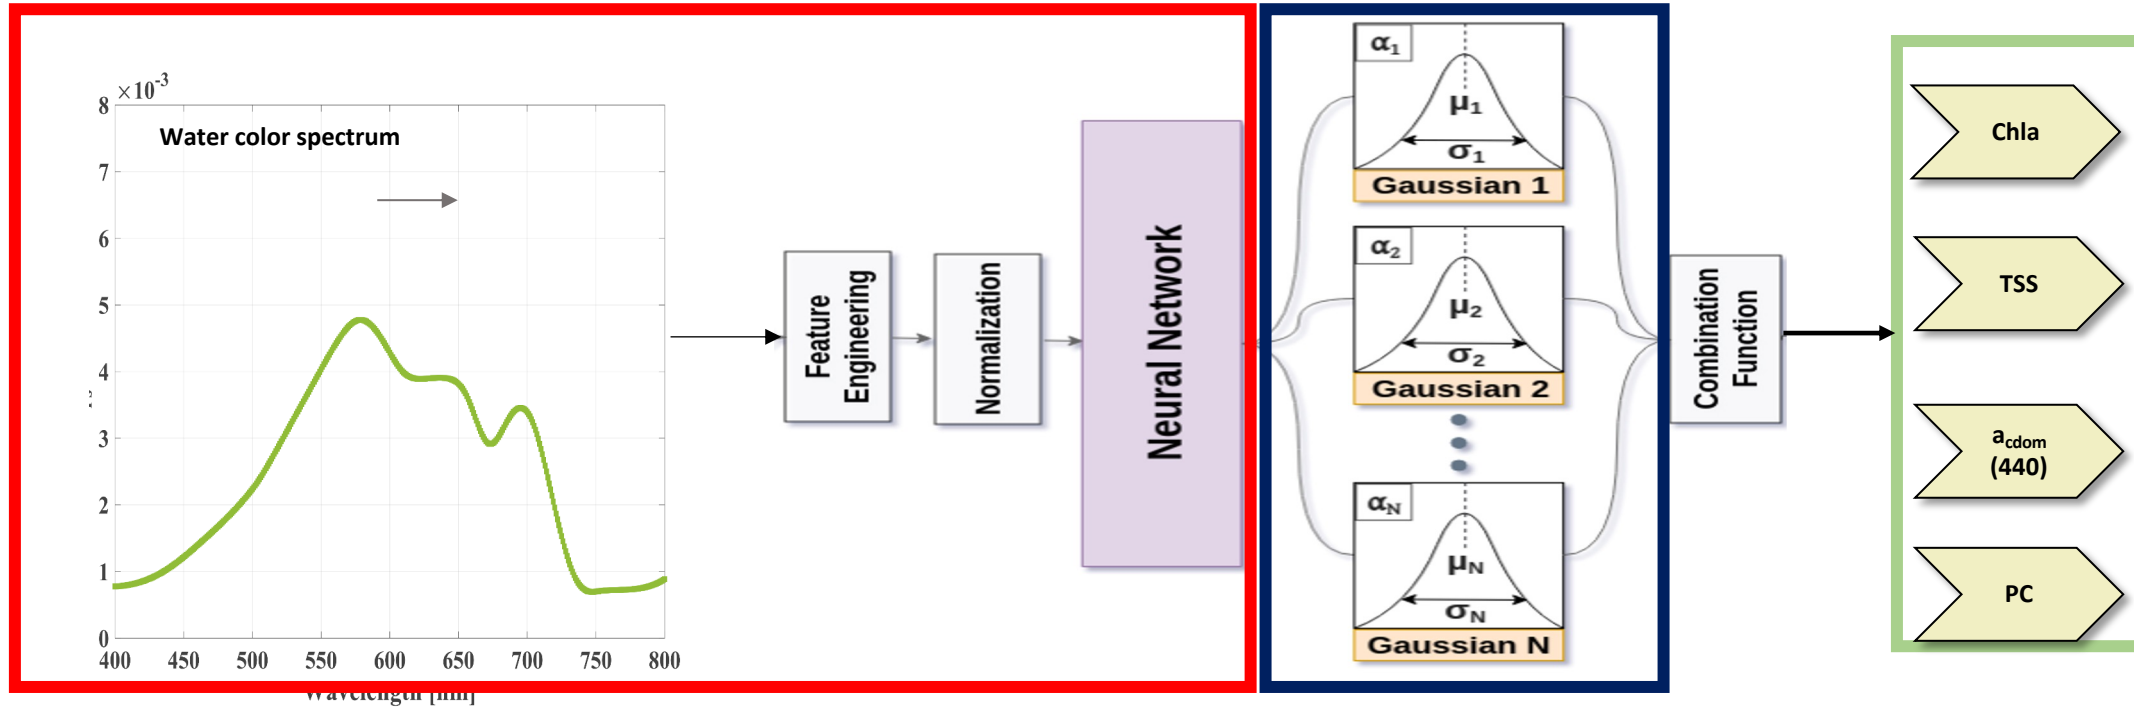 ×10⁻³
Water color spectrum
8
7
6
5
4
3
2
1
0
400 450 500 550 600 650 700 750 800
Wavelength [nm]
Feature
Engineering
Normalization
Neural Network
α₁
μ₁
σ₁
Gaussian 1
α₂
μ₂
σ₂
Gaussian 2
αN
μN
σN
Gaussian N
Combination
Function
Chla
TSS
acdom
(440)
PC